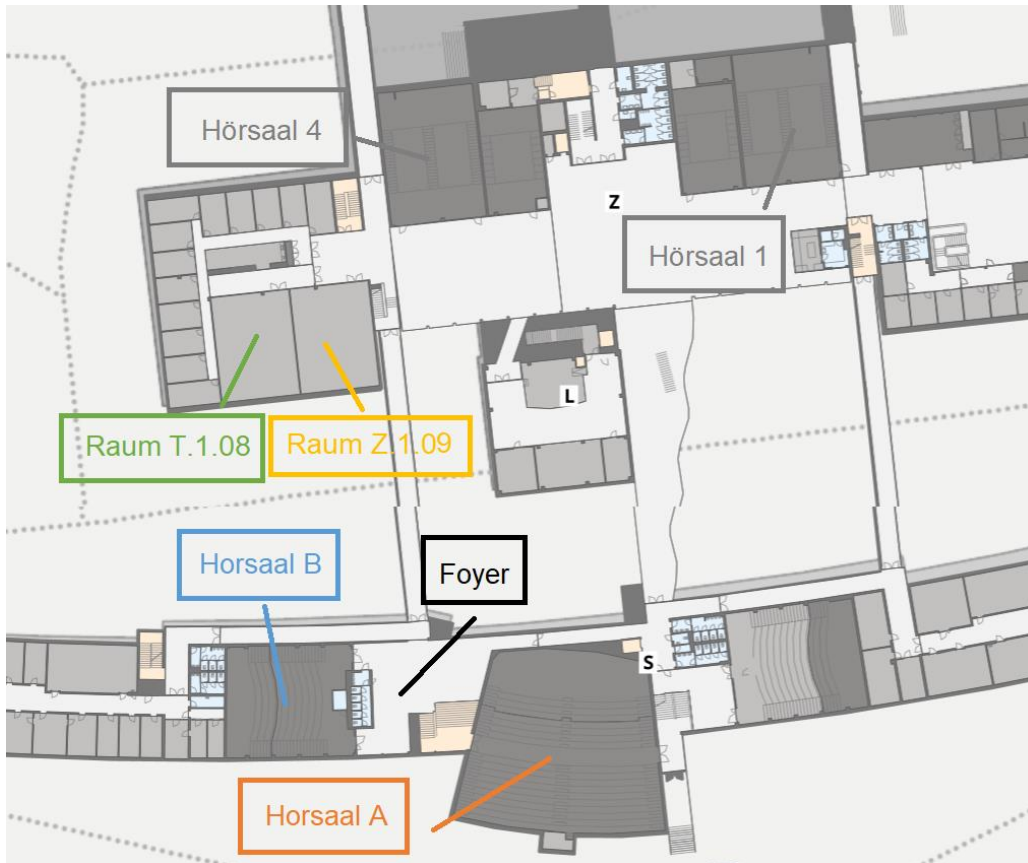 Hörsaal 4
Z
Hörsaal 1
L
Raum T.1.08
Raum Z.1.09
Horsaal B
Foyer
S
Horsaal A